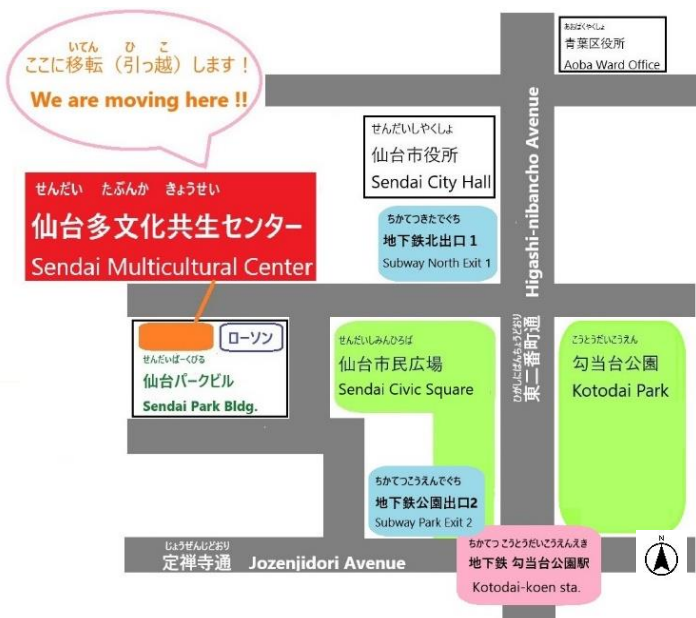 いてん ひ こ
ここに移転（引っ越）します！
We are moving here !!
あおばくやくしょ
青葉区役所
Aoba Ward Office
せんだいしやくしょ
仙台市役所
Sendai City Hall
Higashi-nibancho Avenue
せんだい たぶんか きょうせい
仙台多文化共生センター
Sendai Multicultural Center
ちかてつきたでぐち
地下鉄北出口1
Subway North Exit 1
ローソン
せんだいぱーくびる
仙台パークビル
Sendai Park Bldg.
せんだいしみんひろば
仙台市民広場
Sendai Civic Square
ひがしにばんちょうどおり
東二番町通
こうとうだいこうえん
勾当台公園
Kotodai Park
ちかてつこうえんでぐち
地下鉄公園出口2
Subway Park Exit 2
じょうぜんじどおり
定禅寺通 Jozenjidori Avenue
ちかてつ こうとうだいこうえんえき
地下鉄 勾当台公園駅
Kotodai-koen sta.
N